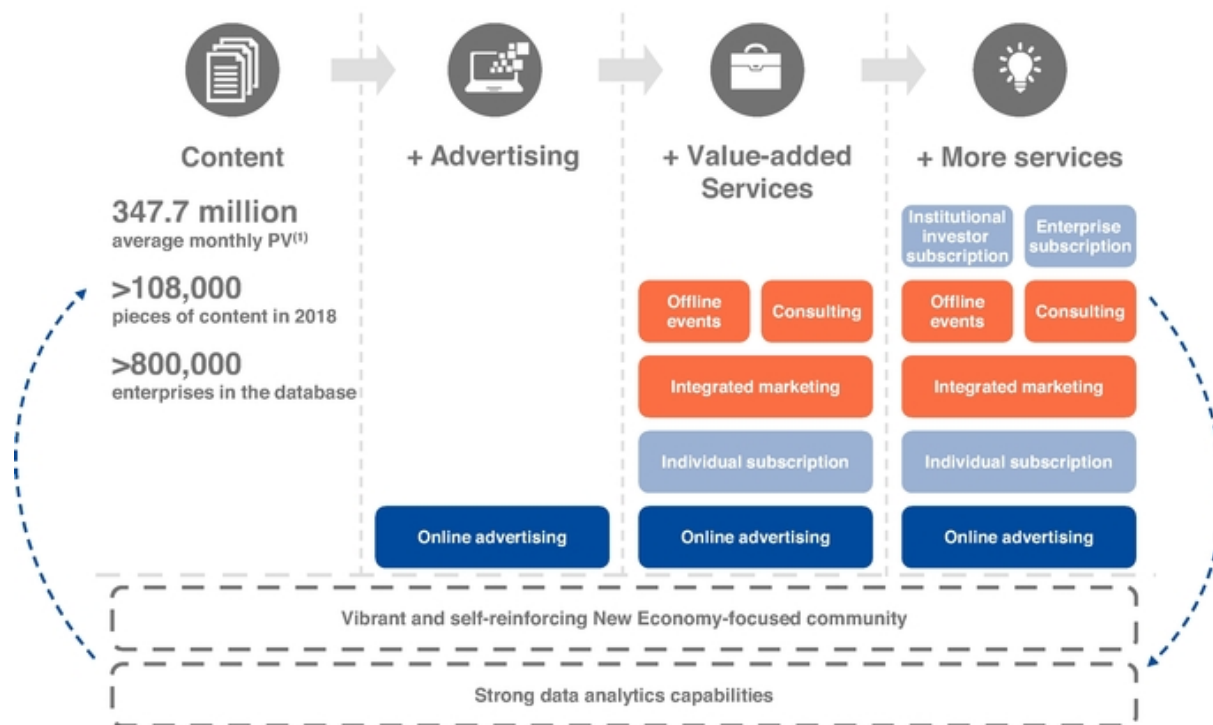 Content
347.7 million
average monthly PV(1)
>108,000
pieces of content in 2018
>800,000
enterprises in the database
+ Advertising
Online advertising
+ Value-added
Services
Offline
events
Consulting
Integrated marketing
Individual subscription
Online advertising
+ More services
Institutional
investor
subscription
Enterprise
subscription
Offline
events
Consulting
Integrated marketing
Individual subscription
Online advertising
Vibrant and self-reinforcing New Economy-focused community
Strong data analytics capabilities